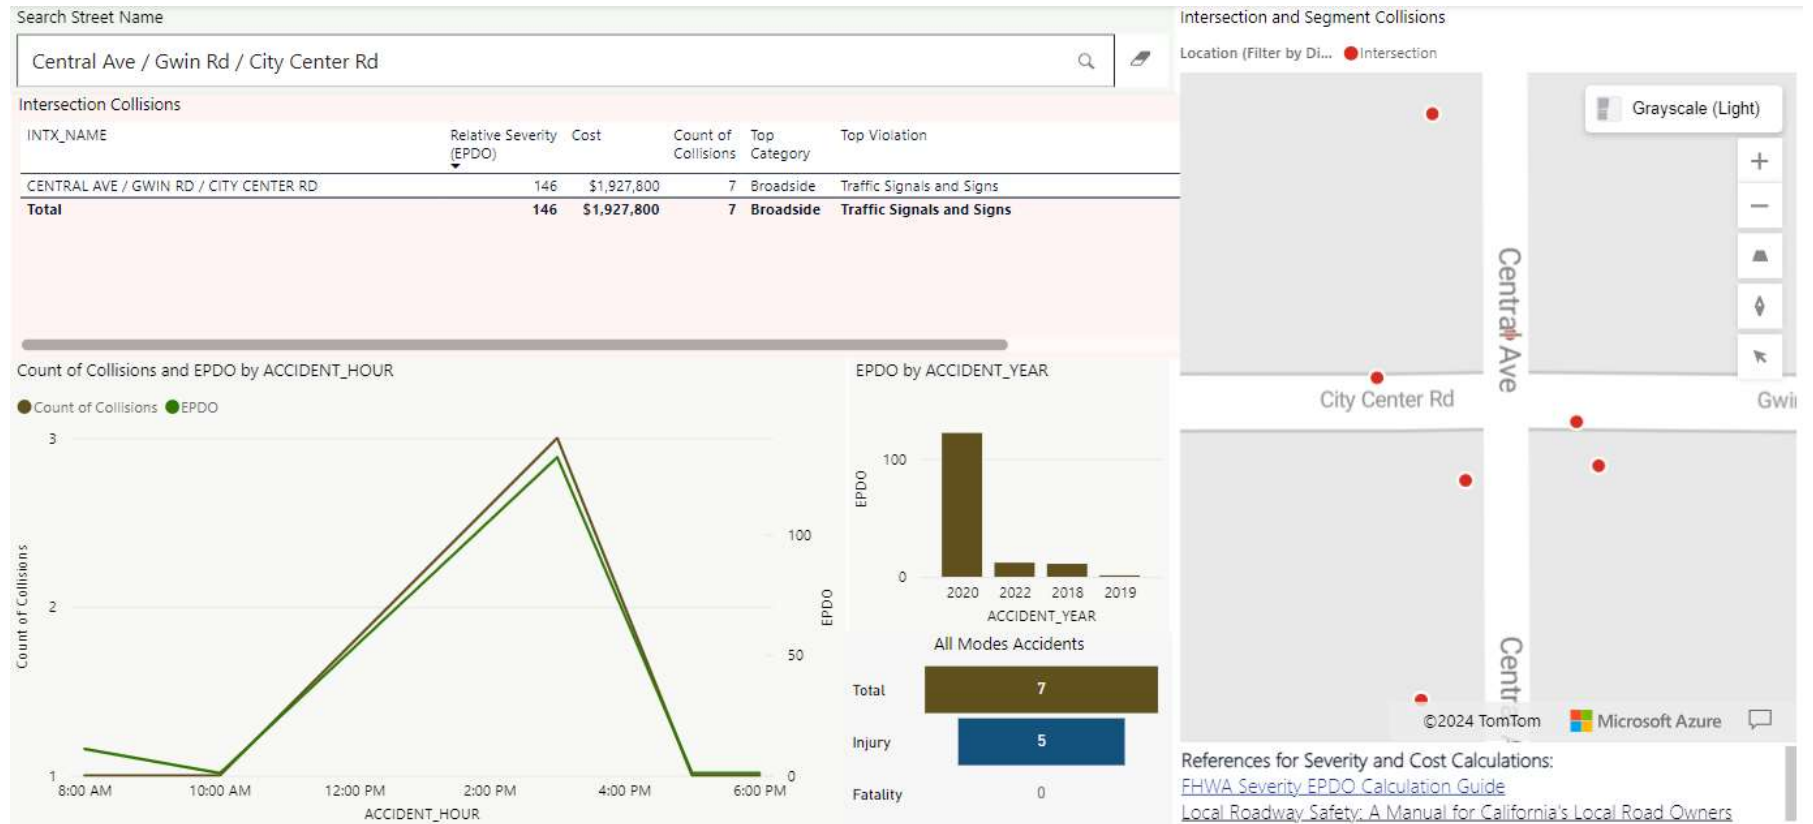 Search Street Name
Central Ave / Gwin Rd / City Center Rd
Intersection Collisions
INTX_NAME Relative Severity (EPDO) Cost Count of Collisions Top Category Top Violation
CENTRAL AVE / GWIN RD / CITY CENTER RD 146 $1,927,800 7 Broadside Traffic Signals and Signs
Total 146 $1,927,800 7 Broadside Traffic Signals and Signs
Count of Collisions and EPDO by ACCIDENT_HOUR
Count of Collisions EPDO
3
2
1
Count of Collisions
100
50
0
EPDO
8:00 AM 10:00 AM 12:00 PM 2:00 PM 4:00 PM 6:00 PM
ACCIDENT_HOUR
EPDO by ACCIDENT_YEAR
100
0
EPDO
2020 2022 2018 2019
ACCIDENT_YEAR
All Modes Accidents
Total 7
Injury 5
Fatality 0
Intersection and Segment Collisions
Location (Filter by Di... Intersection
Grayscale (Light)
Central Ave
City Center Rd
Gwi
Centr
©2024 TomTom Microsoft Azure
References for Severity and Cost Calculations:
FHWA Severity EPDO Calculation Guide
Local Roadway Safety: A Manual for California's Local Road Owners